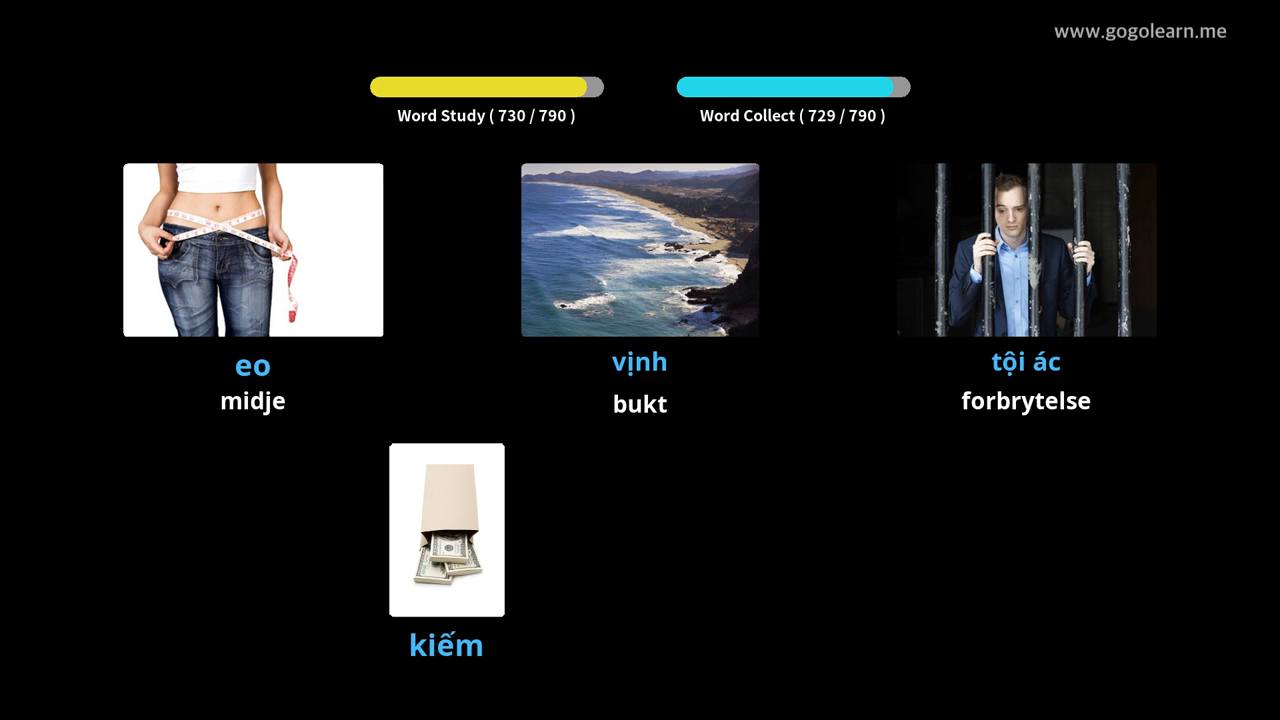 www.gogolearn.me
Word Study ( 730 / 790 )
Word Collect ( 729 / 790 )
eo
midje
vịnh
bukt
tội ác
forbrytelse
kiếm